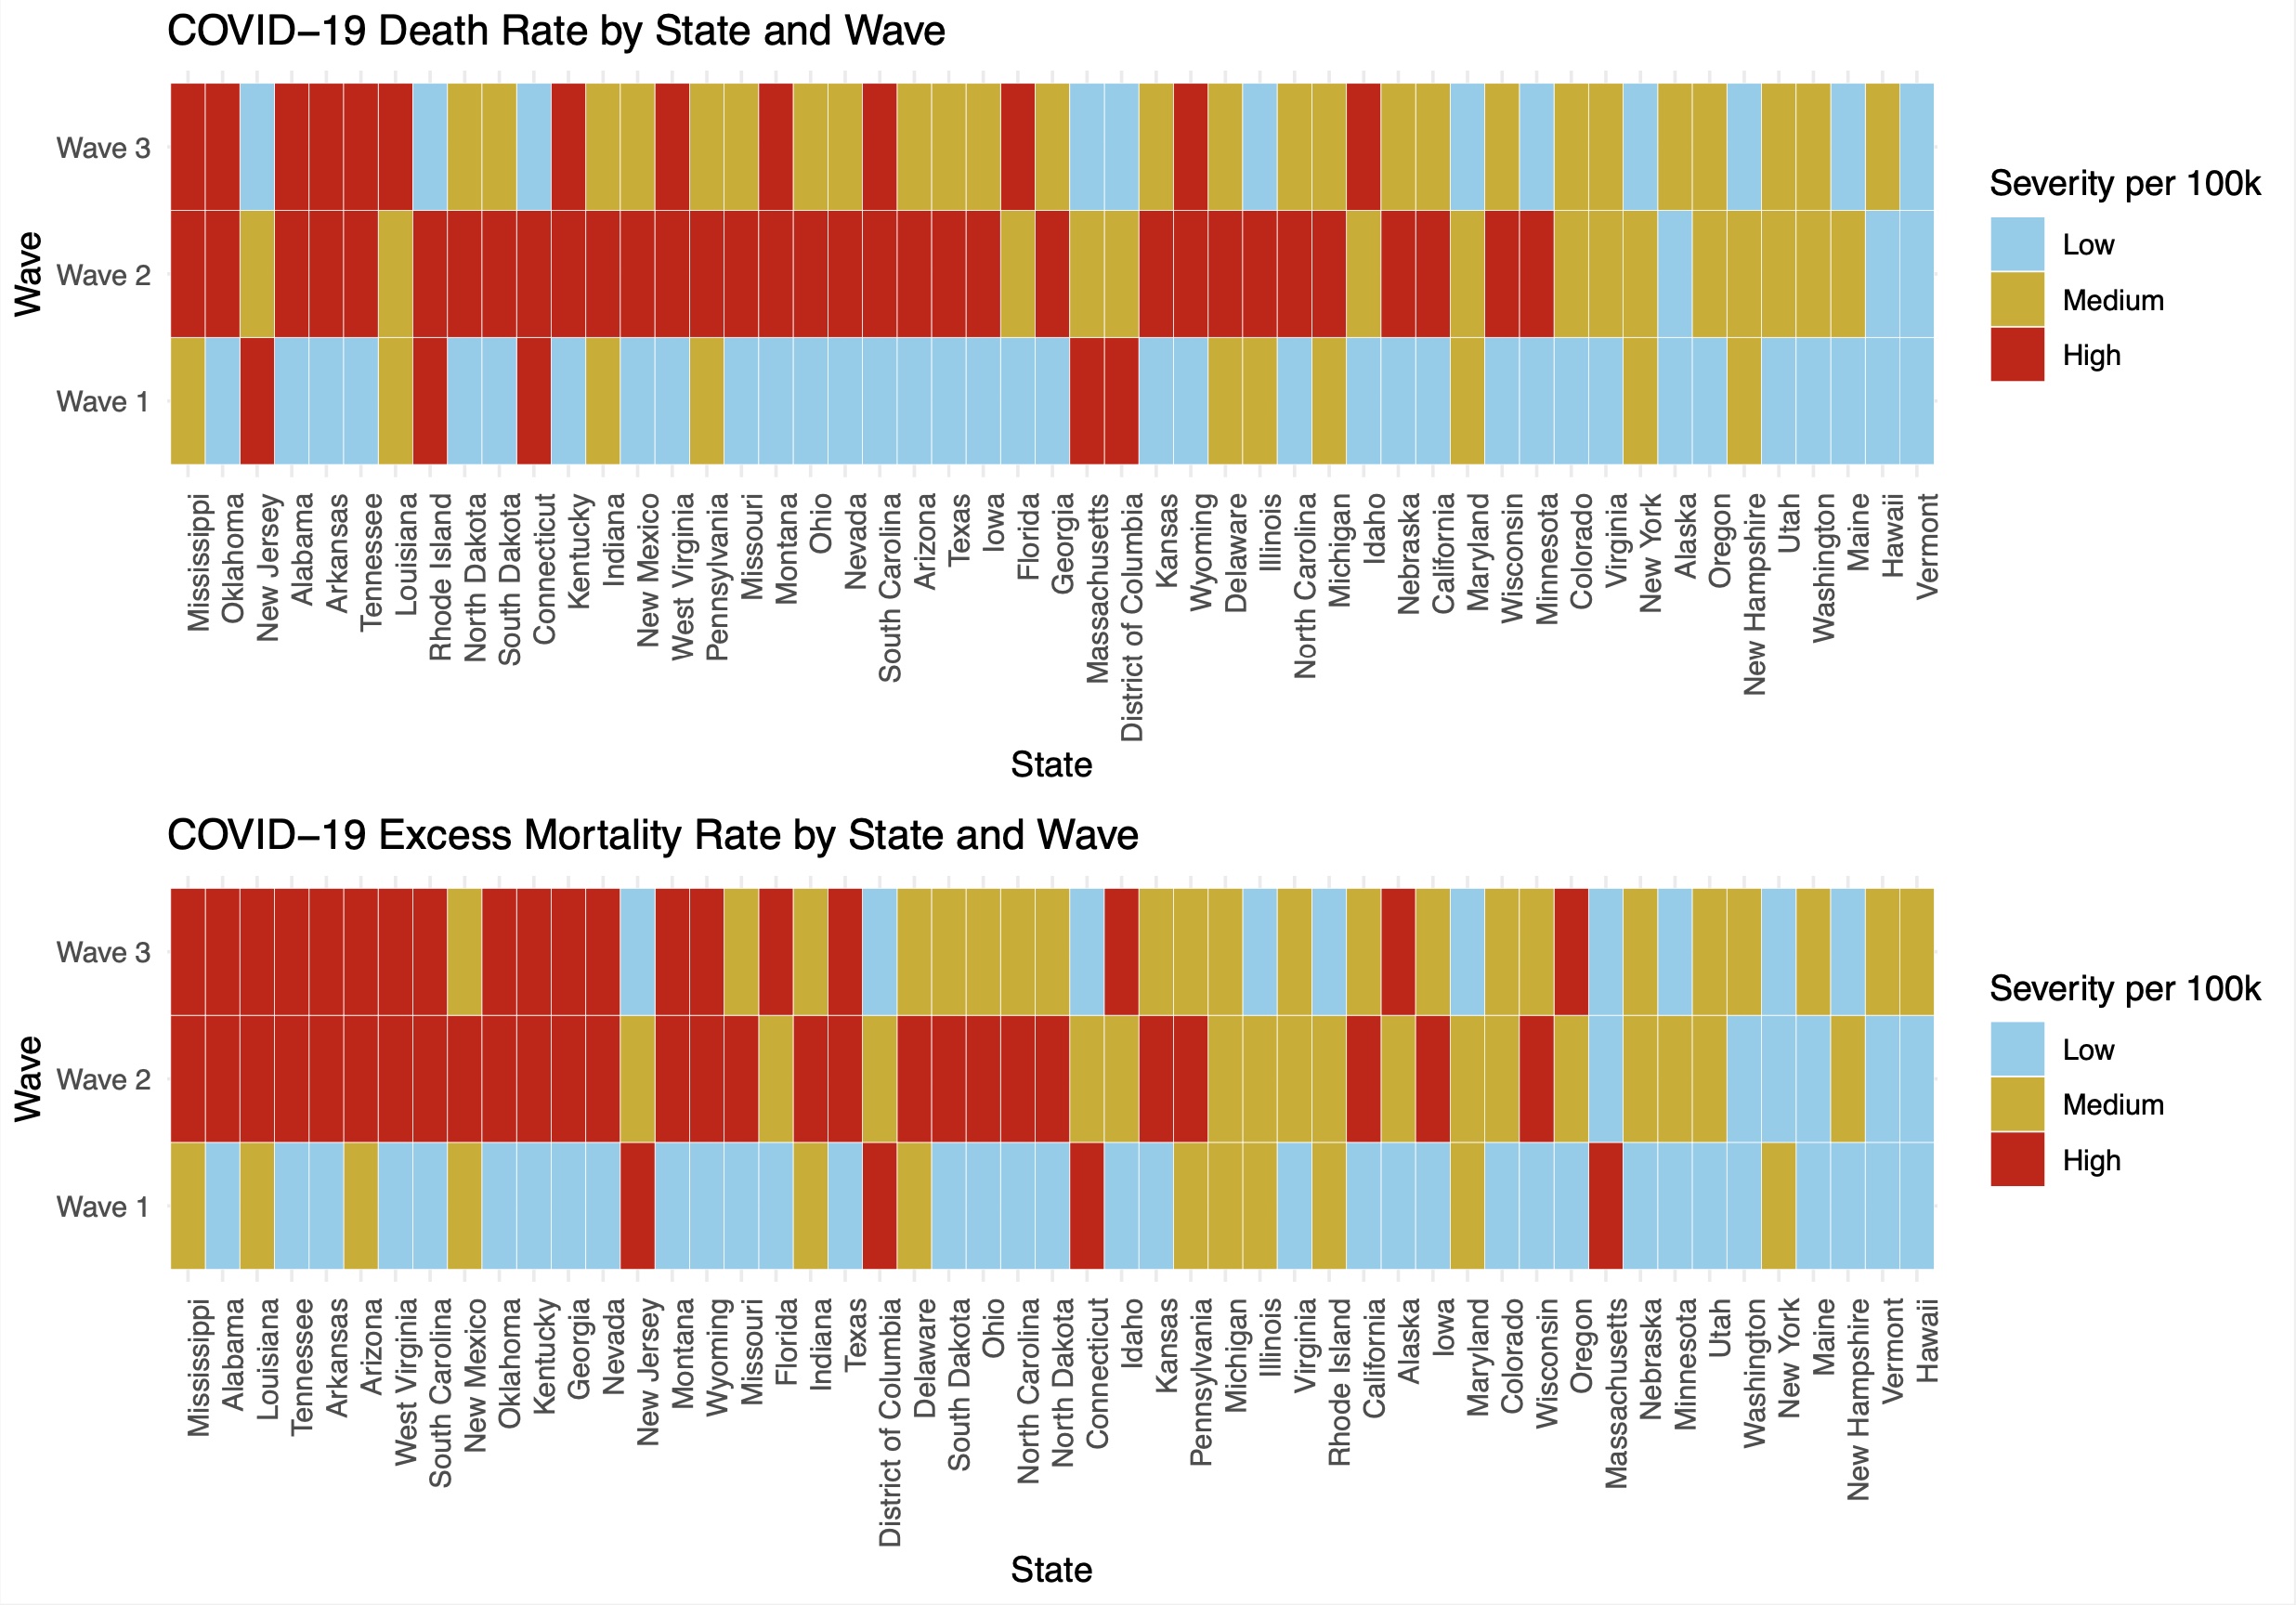 COVID−19 Death Rate by State and Wave
Wave
Wave 3
Wave 2
Wave 1
Mississippi
Oklahoma
New Jersey
Alabama
Arkansas
Tennessee
Louisiana
Rhode Island
North Dakota
South Dakota
Connecticut
Kentucky
Indiana
New Mexico
West Virginia
Pennsylvania
Missouri
Montana
Ohio
Nevada
South Carolina
Arizona
Texas
Iowa
Florida
Georgia
Massachusetts
District of Columbia
Kansas
Wyoming
Delaware
Illinois
North Carolina
Michigan
Idaho
Nebraska
California
Maryland
Wisconsin
Minnesota
Colorado
Virginia
New York
Alaska
Oregon
New Hampshire
Utah
Washington
Maine
Hawaii
Vermont
State
Severity per 100k
Low
Medium
High
COVID−19 Excess Mortality Rate by State and Wave
Wave
Wave 3
Wave 2
Wave 1
Mississippi
Alabama
Louisiana
Tennessee
Arkansas
Arizona
West Virginia
South Carolina
New Mexico
Oklahoma
Kentucky
Georgia
Nevada
New Jersey
Montana
Wyoming
Missouri
Florida
Indiana
Texas
District of Columbia
Delaware
South Dakota
Ohio
North Carolina
North Dakota
Connecticut
Idaho
Kansas
Pennsylvania
Michigan
Illinois
Virginia
Rhode Island
California
Alaska
Iowa
Maryland
Colorado
Wisconsin
Oregon
Massachusetts
Nebraska
Minnesota
Utah
Washington
New York
Maine
New Hampshire
Vermont
Hawaii
State
Severity per 100k
Low
Medium
High